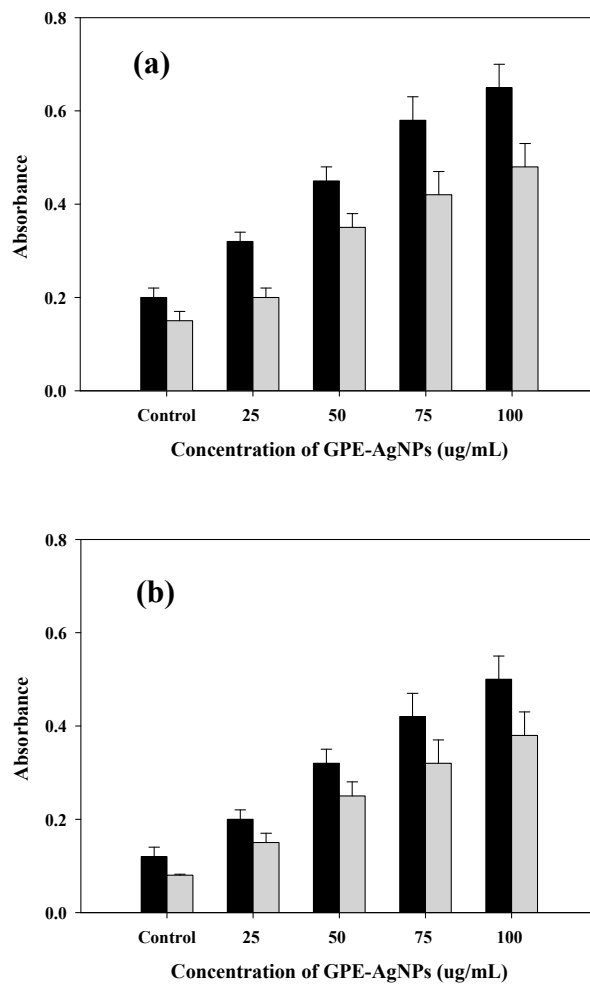 0.8
(a)
0.6
Absorbance
0.4
0.2
0.0
Control 25 50 75 100
Concentration of GPE-AgNPs (ug/mL)
0.8
(b)
0.6
Absorbance
0.4
0.2
0.0
Control 25 50 75 100
Concentration of GPE-AgNPs (ug/mL)